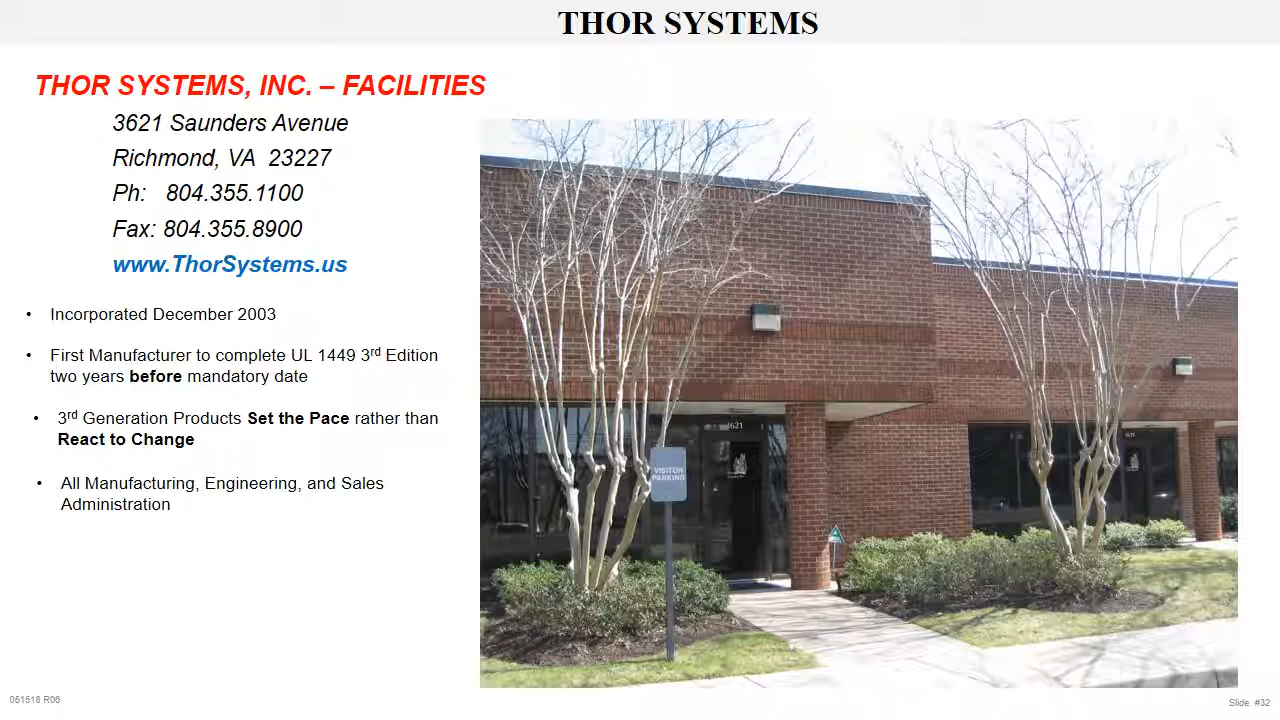 THOR SYSTEMS
THOR SYSTEMS, INC. – FACILITIES
3621 Saunders Avenue
Richmond, VA 23227
Ph: 804.355.1100
Fax: 804.355.8900
www.ThorSystems.us
• Incorporated December 2003
• First Manufacturer to complete UL 1449 3rd Edition
two years before mandatory date
• 3rd Generation Products Set the Pace rather than
React to Change
• All Manufacturing, Engineering, and Sales
Administration
3621
VISITOR
PARKING
051518 R06
Slide #32